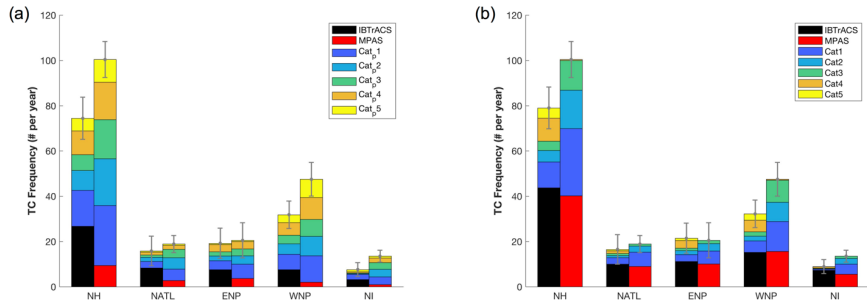 (a)
TC Frequency (# per year)
120
100
80
60
40
20
0
NH
NATL
ENP
WNP
NI
IBTrACS
MPAS
Catp1
Catp2
Catp3
Catp4
Catp5
(b)
TC Frequency (# per year)
120
100
80
60
40
20
0
NH
NATL
ENP
WNP
NI
IBTrACS
MPAS
Cat1
Cat2
Cat3
Cat4
Cat5